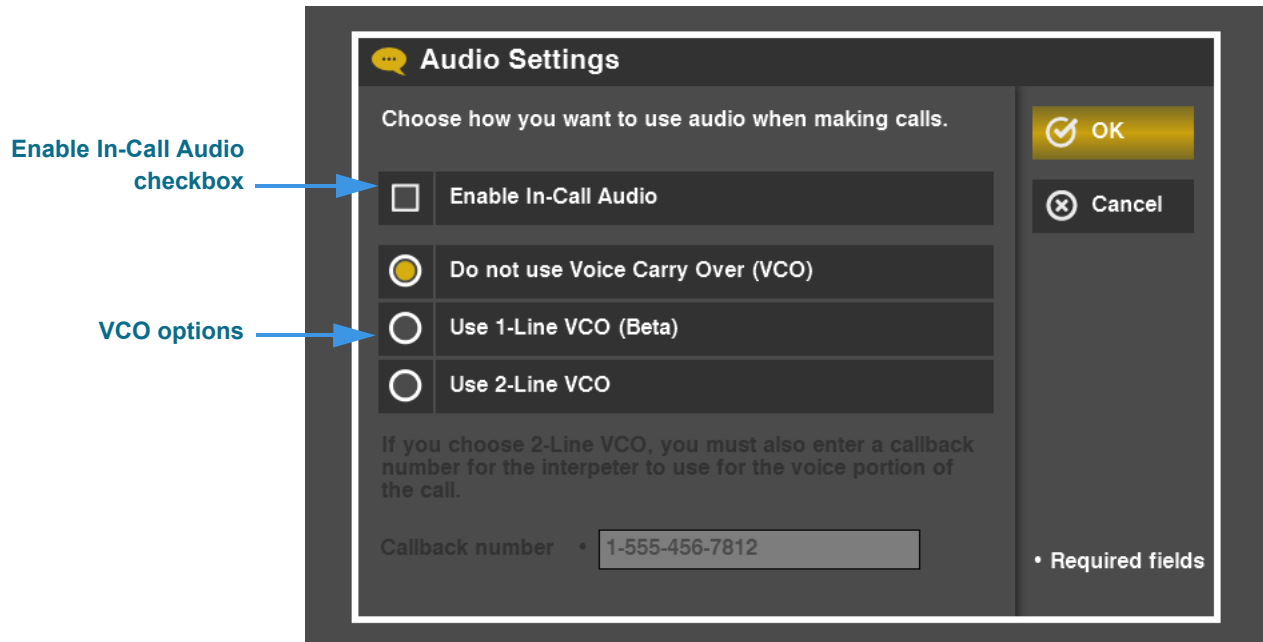 Audio Settings
Choose how you want to use audio when making calls.
OK
Enable In-Call Audio
checkbox
Enable In-Call Audio
Cancel
Do not use Voice Carry Over (VCO)
VCO options
Use 1-Line VCO (Beta)
Use 2-Line VCO
If you choose 2-Line VCO, you must also enter a callback
number for the interpeter to use for the voice portion of
the call.
Callback number • 1-555-456-7812
• Required fields